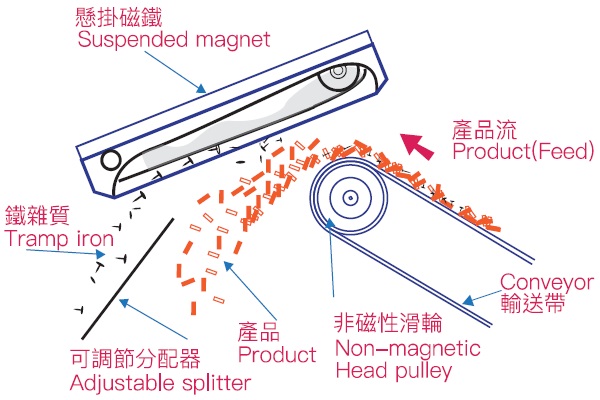 懸掛磁鐵
Suspended magnet
產品流
Product(Feed)
鐵雜質
Tramp iron
Conveyor
輸送帶
可調節分配器
Adjustable splitter
產品
Product
非磁性滑輪
Non-magnetic
Head pulley